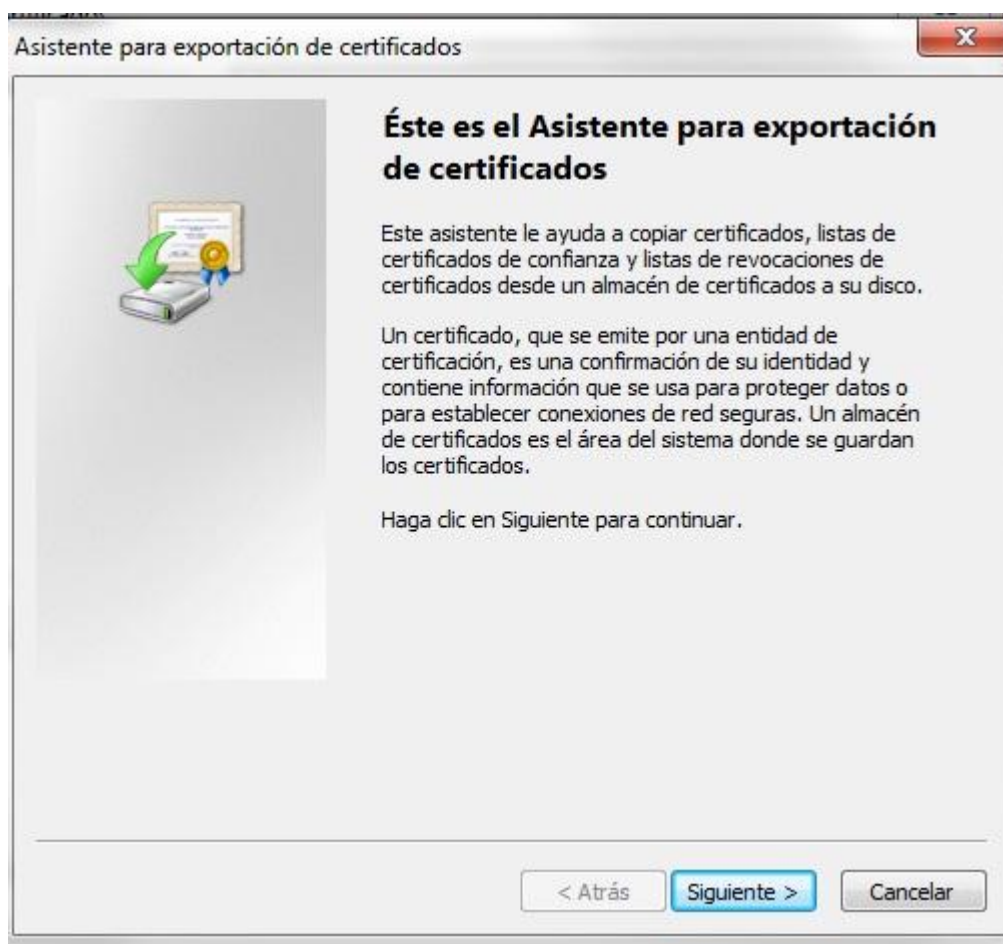 Asistente para exportación de certificados
Éste es el Asistente para exportación
de certificados
Este asistente le ayuda a copiar certificados, listas de
certificados de confianza y listas de revocaciones de
certificados desde un almacén de certificados a su disco.
Un certificado, que se emite por una entidad de
certificación, es una confirmación de su identidad y
contiene información que se usa para proteger datos o
para establecer conexiones de red seguras. Un almacén
de certificados es el área del sistema donde se guardan
los certificados.
Haga clic en Siguiente para continuar.
< Atrás Siguiente > Cancelar